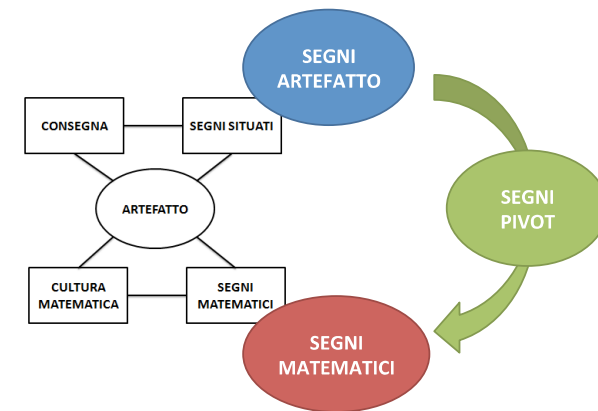 SEGNI
ARTEFATTO
CONSEGNA
SEGNI SITUATI
ARTEFATTO
SEGNI
PIVOT
CULTURA
MATEMATICA
SEGNI
MATEMATICI
SEGNI
MATEMATICI